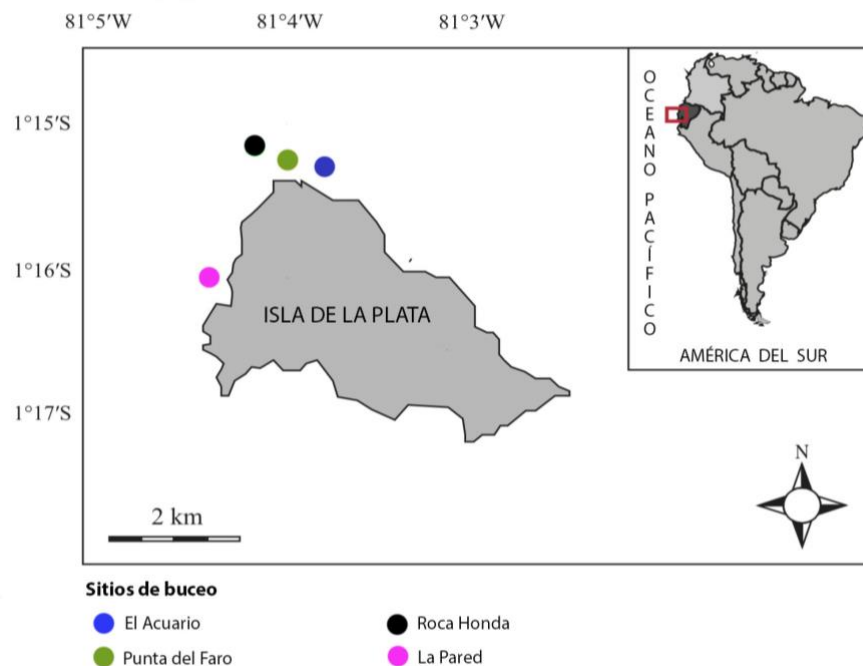 81°5'W 81°4'W 81°3'W
1°15'S
1°16'S
1°17'S
ISLA DE LA PLATA
OCEANO PACÍFICO
AMÉRICA DEL SUR
N
2 km
Sitios de buceo
El Acuario
Roca Honda
Punta del Faro
La Pared